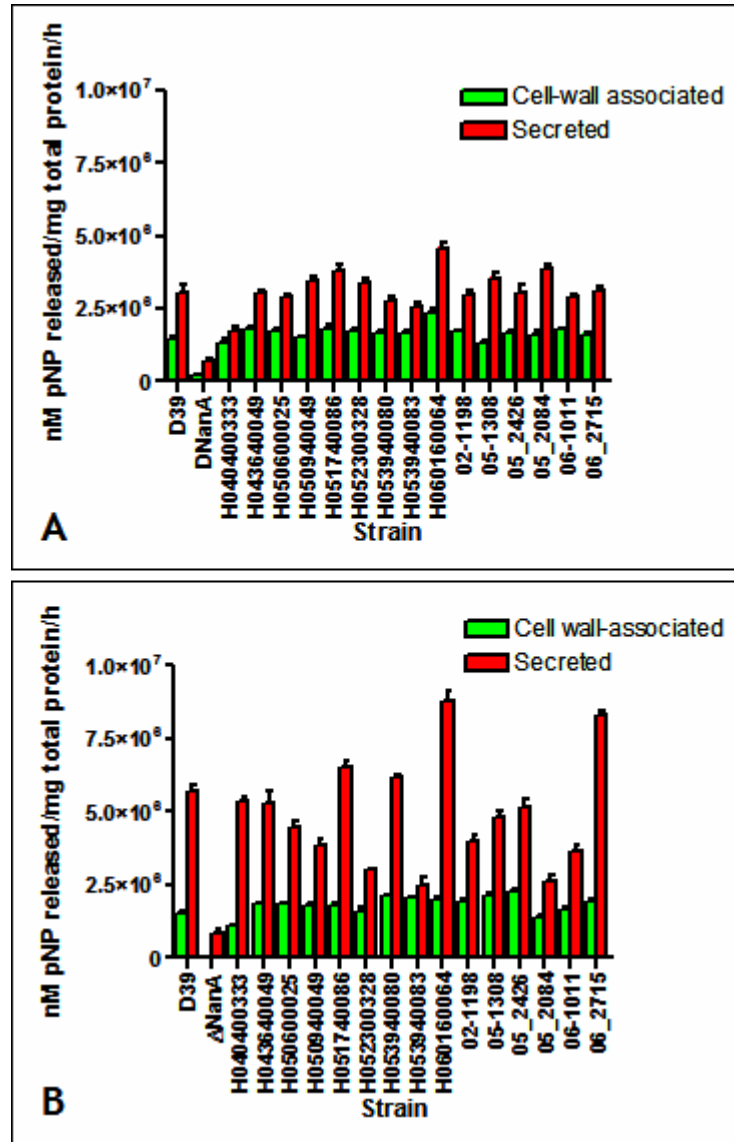 nM pNP released/mg total protein/h
1.0×10⁷
7.5×10⁶
5.0×10⁶
2.5×10⁶
0
Cell-wall associated
Secreted
D39
DNanA
H040400333
H043640049
H050600025
H050940049
H051740086
H052300328
H053940080
H053940083
H060160064
02-1198
05-1308
05_2426
05_2084
06-1011
06_2715
Strain
A
nM pNP released/mg total protein/h
1.0×10⁷
7.5×10⁶
5.0×10⁶
2.5×10⁶
0
Cell wall-associated
Secreted
D39
ΔNanA
H040400333
H043640049
H050600025
H050940049
H051740086
H052300328
H053940080
H053940083
H060160064
02-1198
05-1308
05_2426
05_2084
06-1011
06_2715
Strain
B